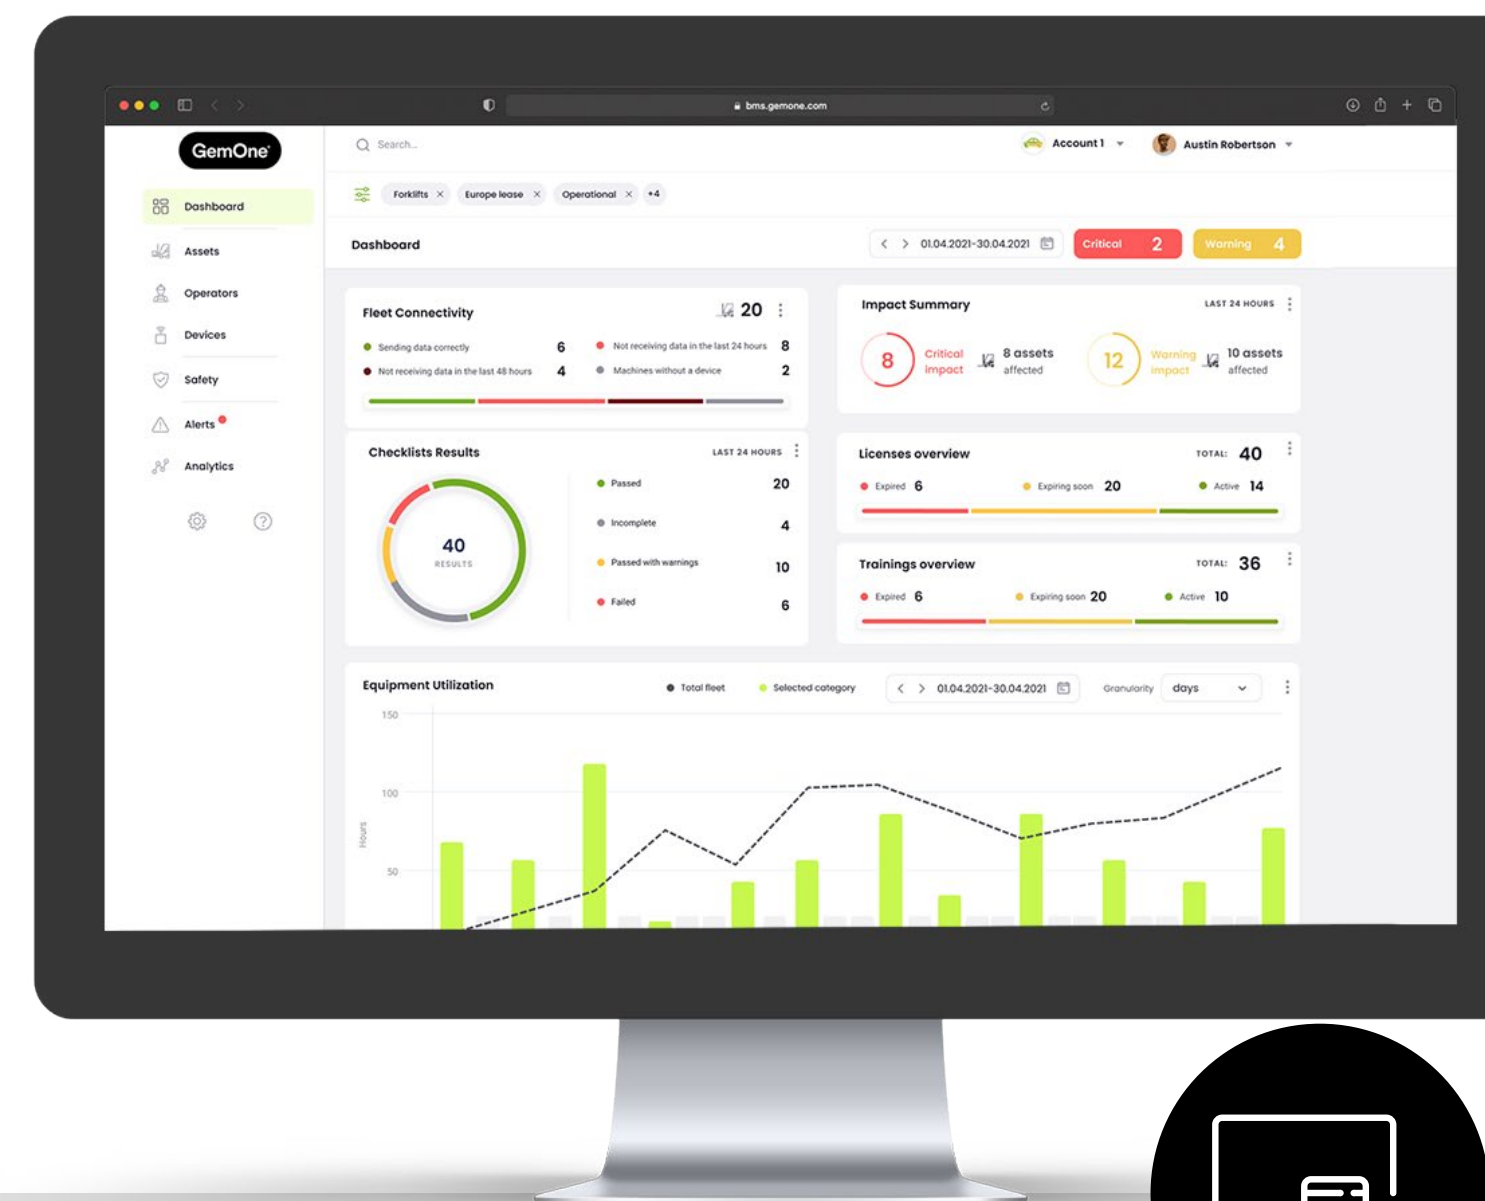 bms.gemone.com
GemOne
Search...
Account 1
Austin Robertson
Forklifts × Europe lease × Operational × +4
Dashboard
Assets
Operators
Devices
Safety
Alerts
Analytics
Dashboard
01.04.2021-30.04.2021
Critical 2
Warning 4
Fleet Connectivity 20
Sending data correctly 6
Not receiving data in the last 24 hours 8
Not receiving data in the last 48 hours 4
Machines without a device 2
Impact Summary LAST 24 HOURS
8 Critical impact 8 assets affected
12 Warning impact 10 assets affected
Checklists Results LAST 24 HOURS
40
RESULTS
Passed 20
Incomplete 4
Passed with warnings 10
Failed 6
Licenses overview TOTAL: 40
Expired 6 Expiring soon 20 Active 14
Trainings overview TOTAL: 36
Expired 6 Expiring soon 20 Active 10
Equipment Utilization
Total fleet Selected category
01.04.2021-30.04.2021
Granularity days
150
100
50
Hours